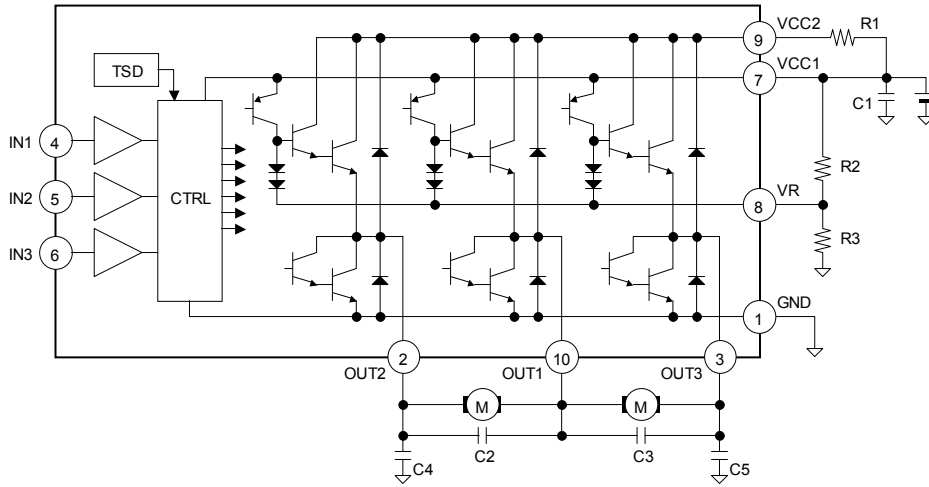 VCC2
R1
9
VCC1
TSD
7
C1
IN1
4
IN2
5
CTRL
R2
VR
8
IN3
6
R3
GND
1
2
10
3
OUT2
OUT1
OUT3
M
M
C4
C2
C3
C5